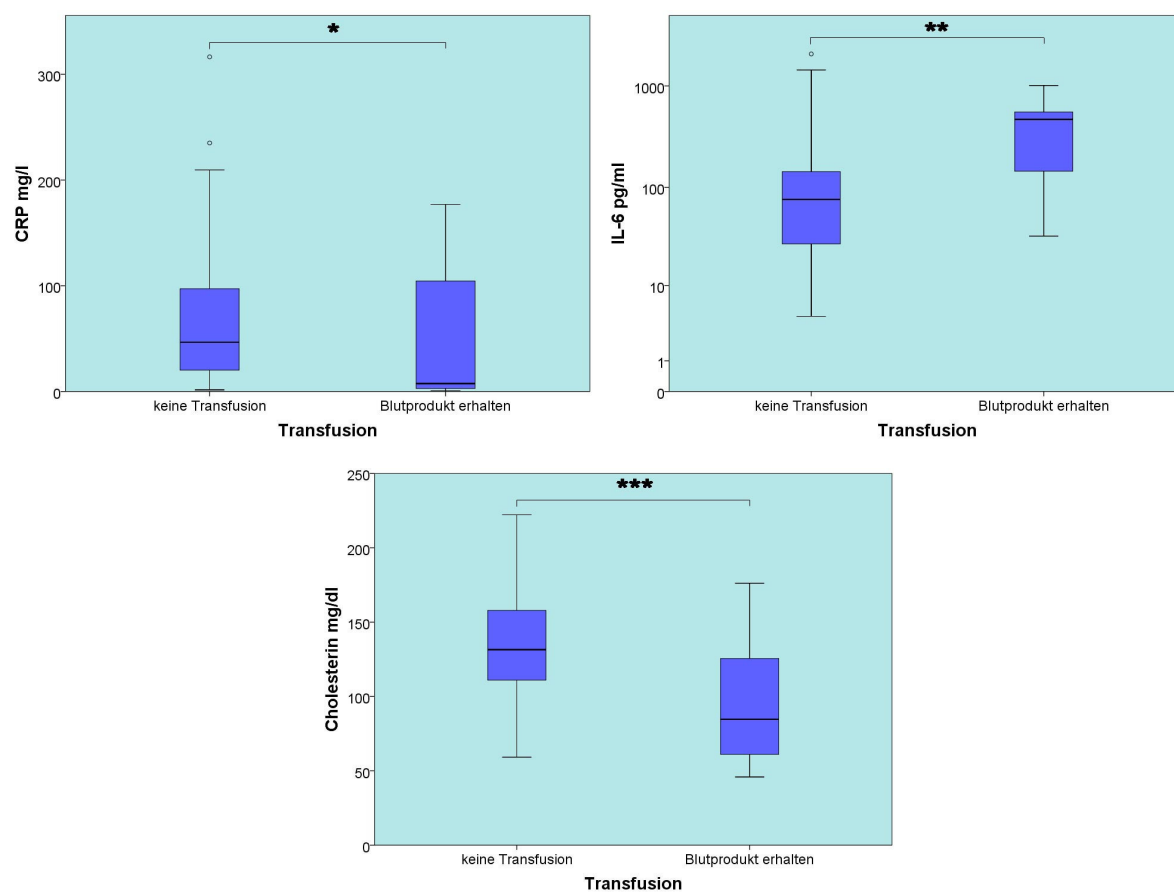 *
CRP mg/l
300
200
100
0
keine Transfusion Blutprodukt erhalten
Transfusion
**
IL-6 pg/ml
1000
100
10
1
0
keine Transfusion Blutprodukt erhalten
Transfusion
***
Cholesterin mg/dl
250
200
150
100
50
0
keine Transfusion Blutprodukt erhalten
Transfusion